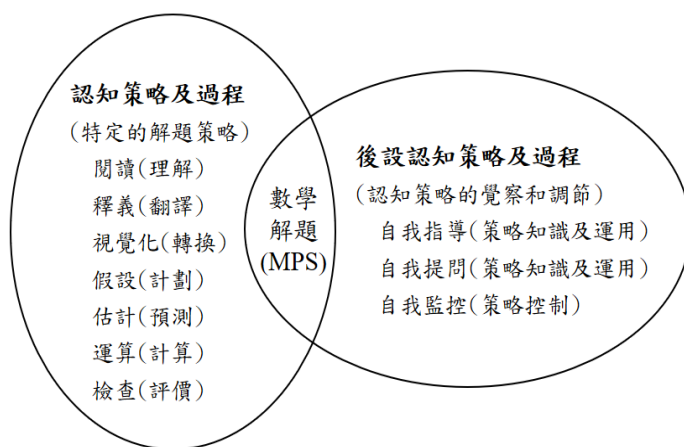 認知策略及過程
(特定的解題策略)
閱讀(理解)
釋義(翻譯)
視覺化(轉換)
假設(計劃)
估計(預測)
運算(計算)
檢查(評價)
數學
解題
(MPS)
後設認知策略及過程
(認知策略的覺察和調節)
自我指導(策略知識及運用)
自我提問(策略知識及運用)
自我監控(策略控制)